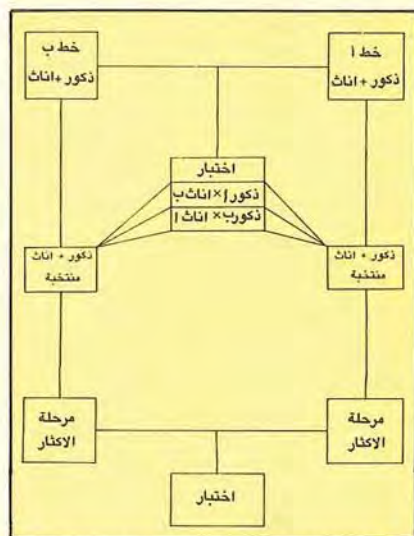 خط أ
ذكور + اناث
خط ب
ذكور + اناث
اختبار
ذكور أ × اناث ب
ذكور ب × اناث أ
ذكور + اناث
منتخبة
ذكور + اناث
منتخبة
مرحلة
الاكثار
مرحلة
الاكثار
اختبار